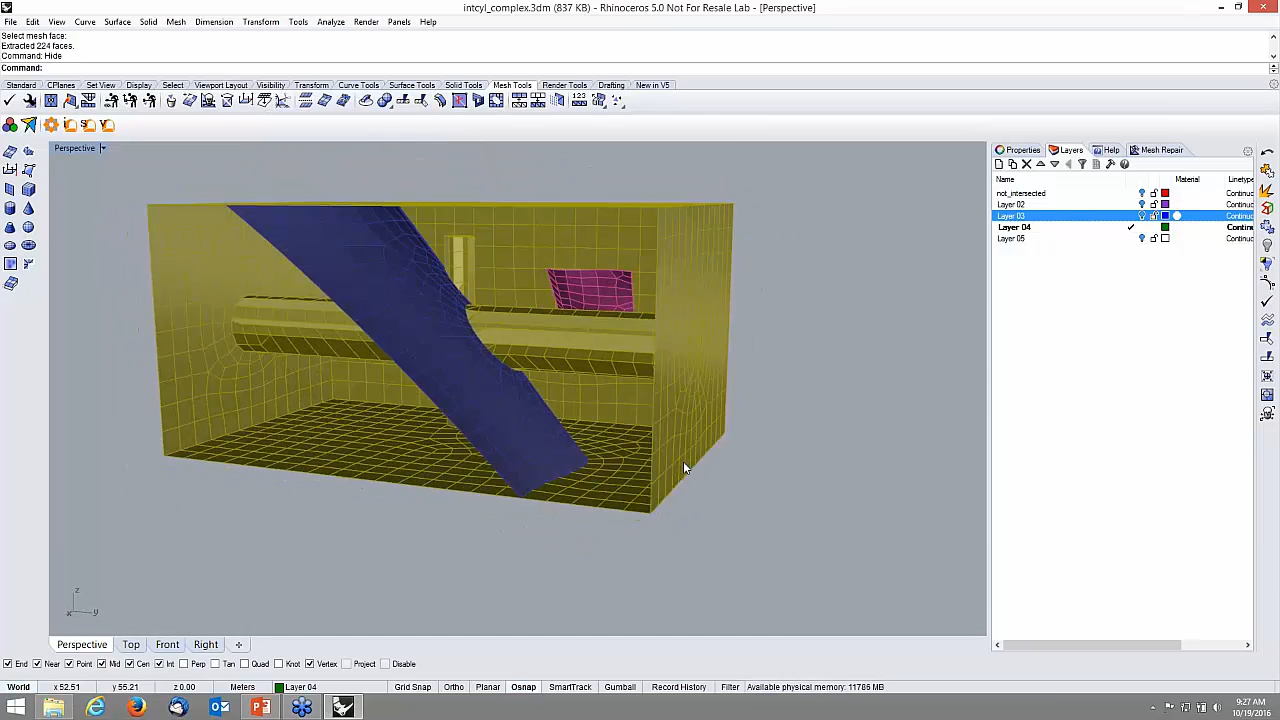 intcyl_complex.3dm (837 KB) - Rhinoceros 5.0 Not For Resale Lab - [Perspective]
File Edit View Curve Surface Solid Mesh Dimension Transform Tools Analyze Render Panels Help
Select mesh face:
Extracted 224 faces.
Command: Hide
Command:
Standard CPlanes Set View Display Select Viewport Layout Visibility Transform Curve Tools Surface Tools Solid Tools Mesh Tools Render Tools Drafting New in V5
Perspective
Properties Layers Help Mesh Repair
Name Material Linetype
not_intersected Continuc
Layer 02 Continuc
Layer 03 Continuc
Layer 04 Contin
Layer 05 Continuc
z
x y
Perspective Top Front Right
End Near Point Mid Cen Int Perp Tan Quad Knot Vertex Project Disable
World x 52.51 y 55.21 z 0.00 Meters Layer 04 Grid Snap Ortho Planar Osnap SmartTrack Gumball Record History Filter Available physical memory: 11786 MB
9:27 AM
10/19/2016